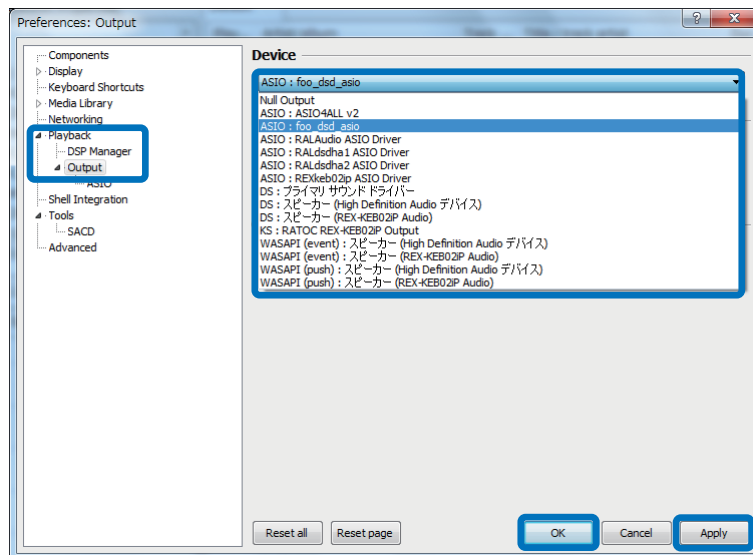 Preferences: Output
Components
Display
Keyboard Shortcuts
Media Library
Networking
Playback
DSP Manager
Output
ASIO
Shell Integration
Tools
SACD
Advanced
Device
ASIO : foo_dsd_asio
Null Output
ASIO : ASIO4ALL v2
ASIO : foo_dsd_asio
ASIO : RALAudio ASIO Driver
ASIO : RALdsdha1 ASIO Driver
ASIO : RALdsdha2 ASIO Driver
ASIO : REXkeb02ip ASIO Driver
DS : プライマリ サウンド ドライバー
DS : スピーカー (High Definition Audio デバイス)
DS : スピーカー (REX-KEB02iP Audio)
KS : RATOC REX-KEB02iP Output
WASAPI (event) : スピーカー (High Definition Audio デバイス)
WASAPI (event) : スピーカー (REX-KEB02iP Audio)
WASAPI (push) : スピーカー (High Definition Audio デバイス)
WASAPI (push) : スピーカー (REX-KEB02iP Audio)
Reset all
Reset page
OK
Cancel
Apply